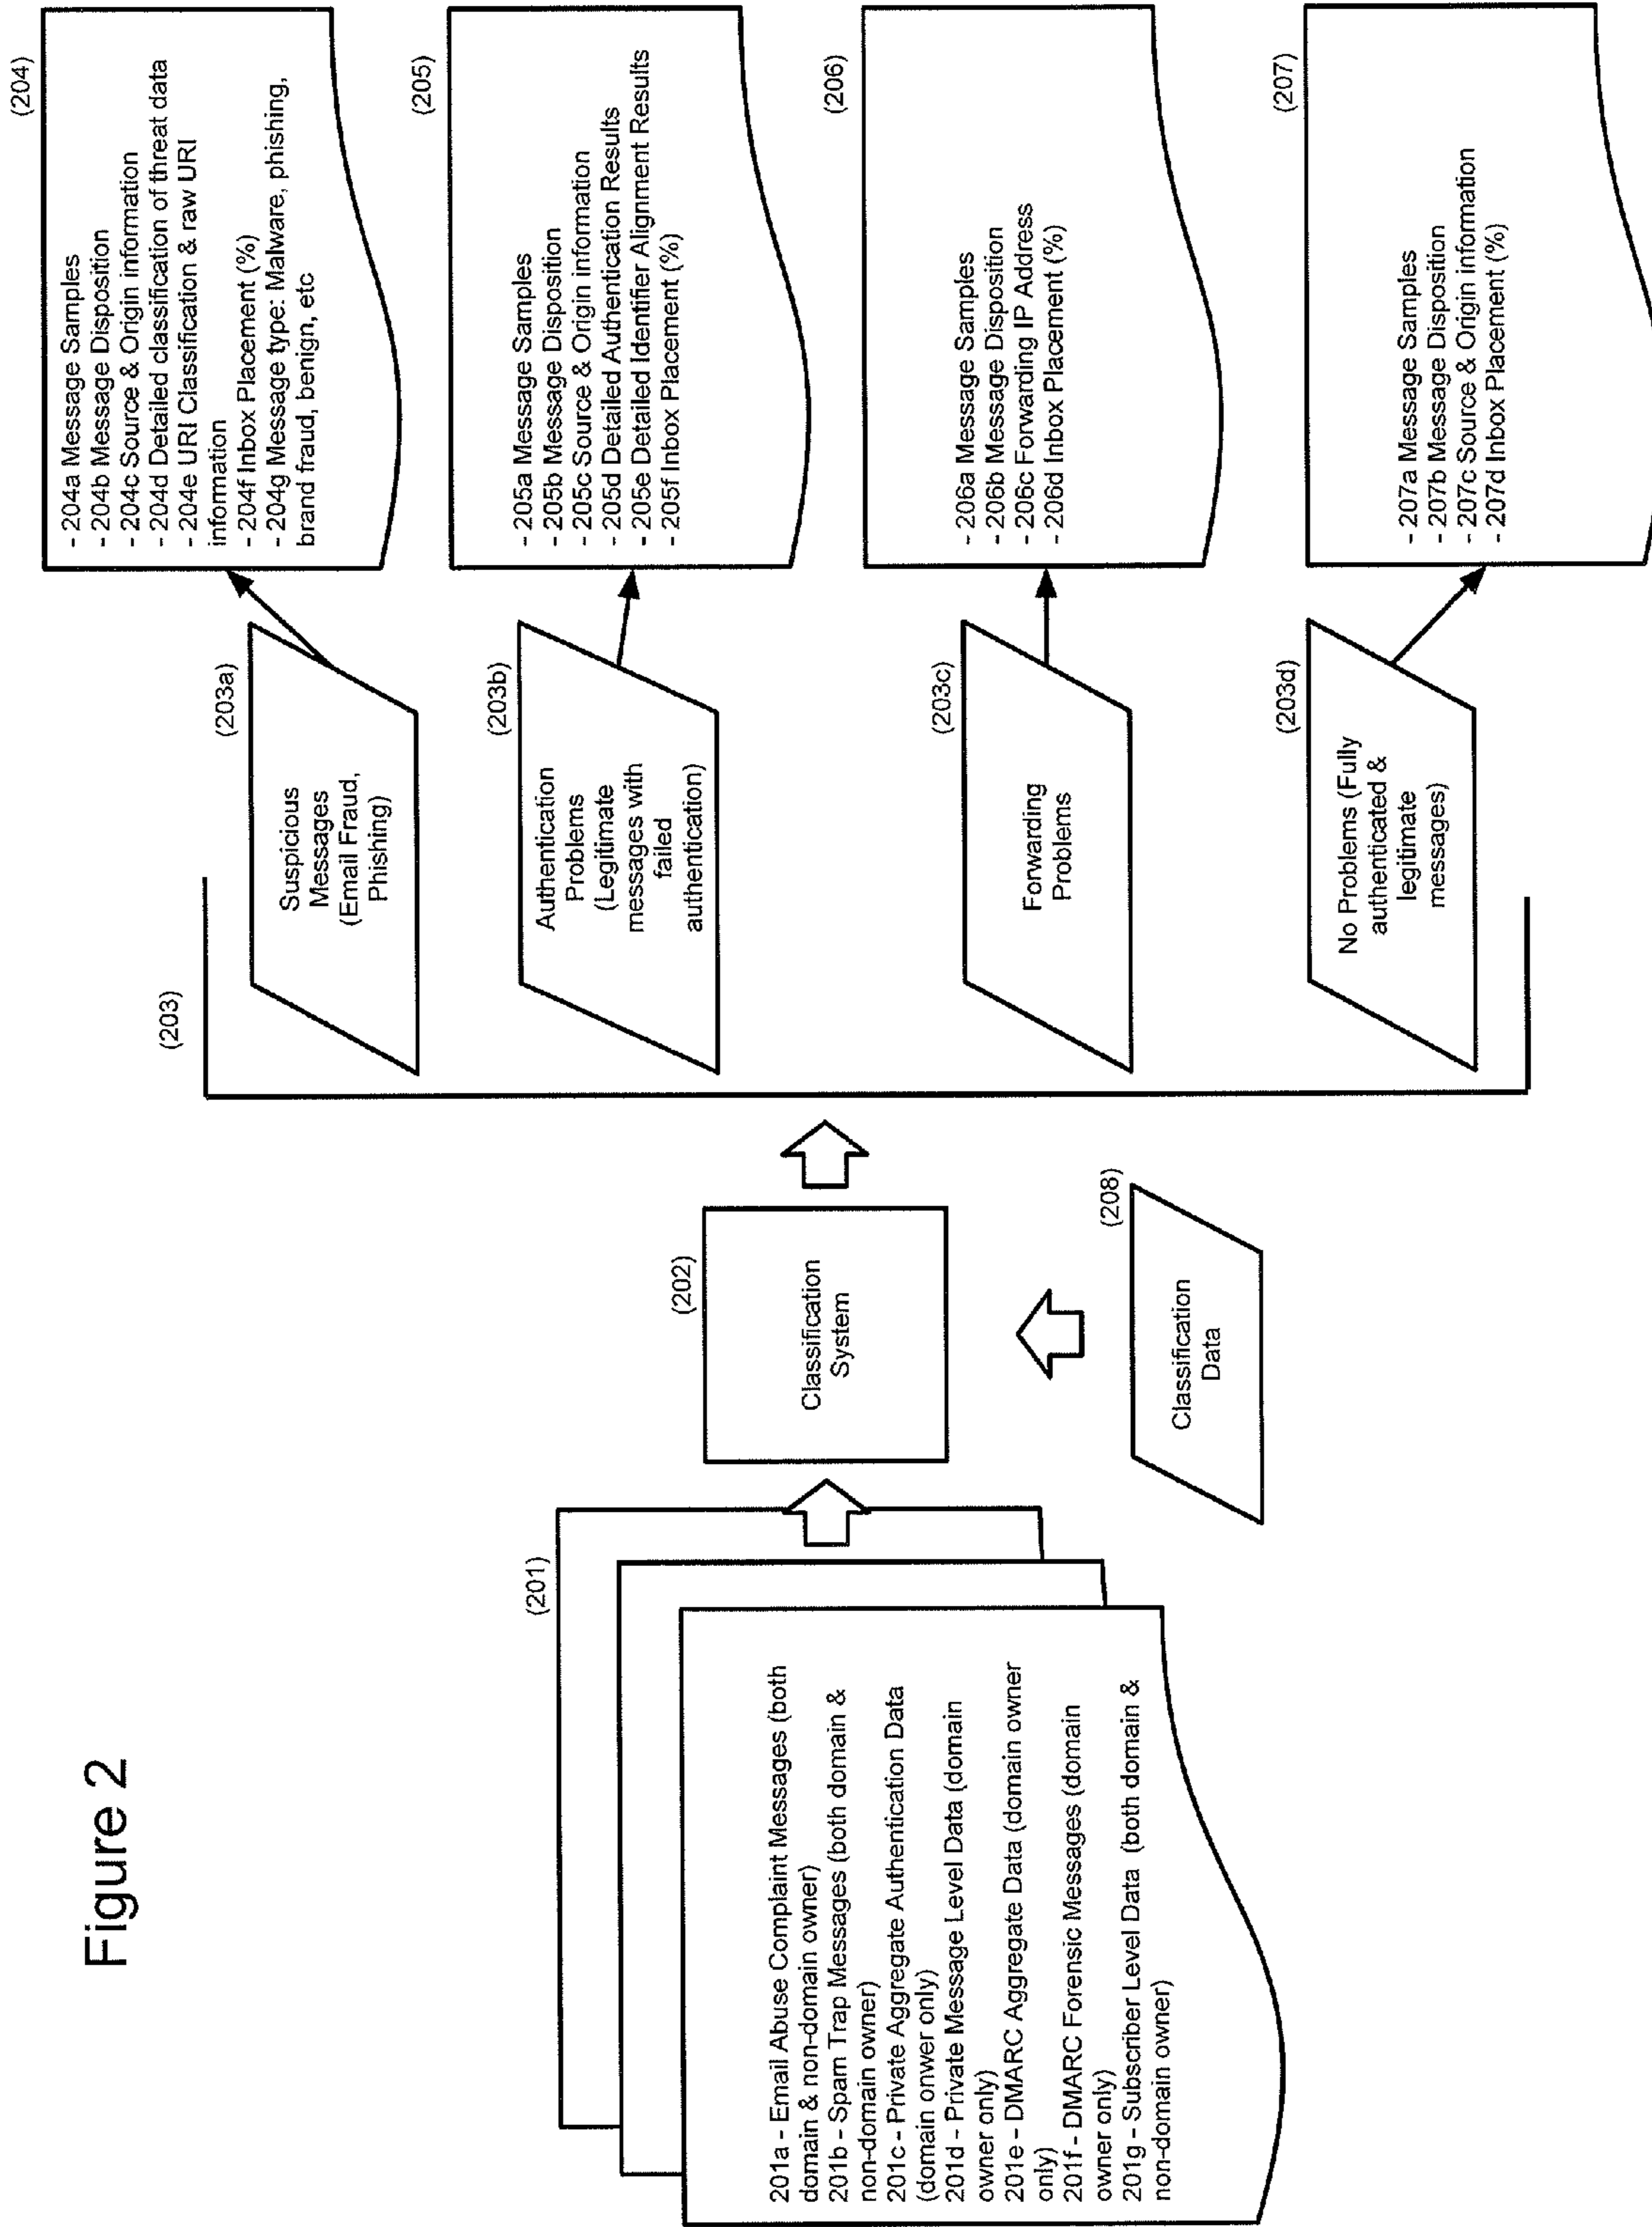 Figure 2
(201)
201a - Email Abuse Complaint Messages (both
domain & non-domain owner)
201b - Spam Trap Messages (both domain &
non-domain owner)
201c - Private Aggregate Authentication Data
(domain onwer only)
201d - Private Message Level Data (domain
owner only)
201e - DMARC Aggregate Data (domain owner
only)
201f - DMARC Forensic Messages (domain
owner only)
201g - Subscriber Level Data (both domain &
non-domain owner)
(202)
Classification
System
(208)
Classification
Data
(203)
(203a)
Suspicious
Messages
(Email Fraud,
Phishing)
(203b)
Authentication
Problems
(Legitimate
messages with
failed
authentication)
(203c)
Forwarding
Problems
(203d)
No Problems (Fully
authenticated &
legitimate
messages)
(204)
- 204a Message Samples
- 204b Message Disposition
- 204c Source & Origin information
- 204d Detailed classification of threat data
- 204e URI Classification & raw URI
information
- 204f Inbox Placement (%)
- 204g Message type: Malware, phishing,
brand fraud, benign, etc
(205)
- 205a Message Samples
- 205b Message Disposition
- 205c Source & Origin information
- 205d Detailed Authentication Results
- 205e Detailed Identifier Alignment Results
- 205f Inbox Placement (%)
(206)
- 206a Message Samples
- 206b Message Disposition
- 206c Forwarding IP Address
- 206d Inbox Placement (%)
(207)
- 207a Message Samples
- 207b Message Disposition
- 207c Source & Origin information
- 207d Inbox Placement (%)